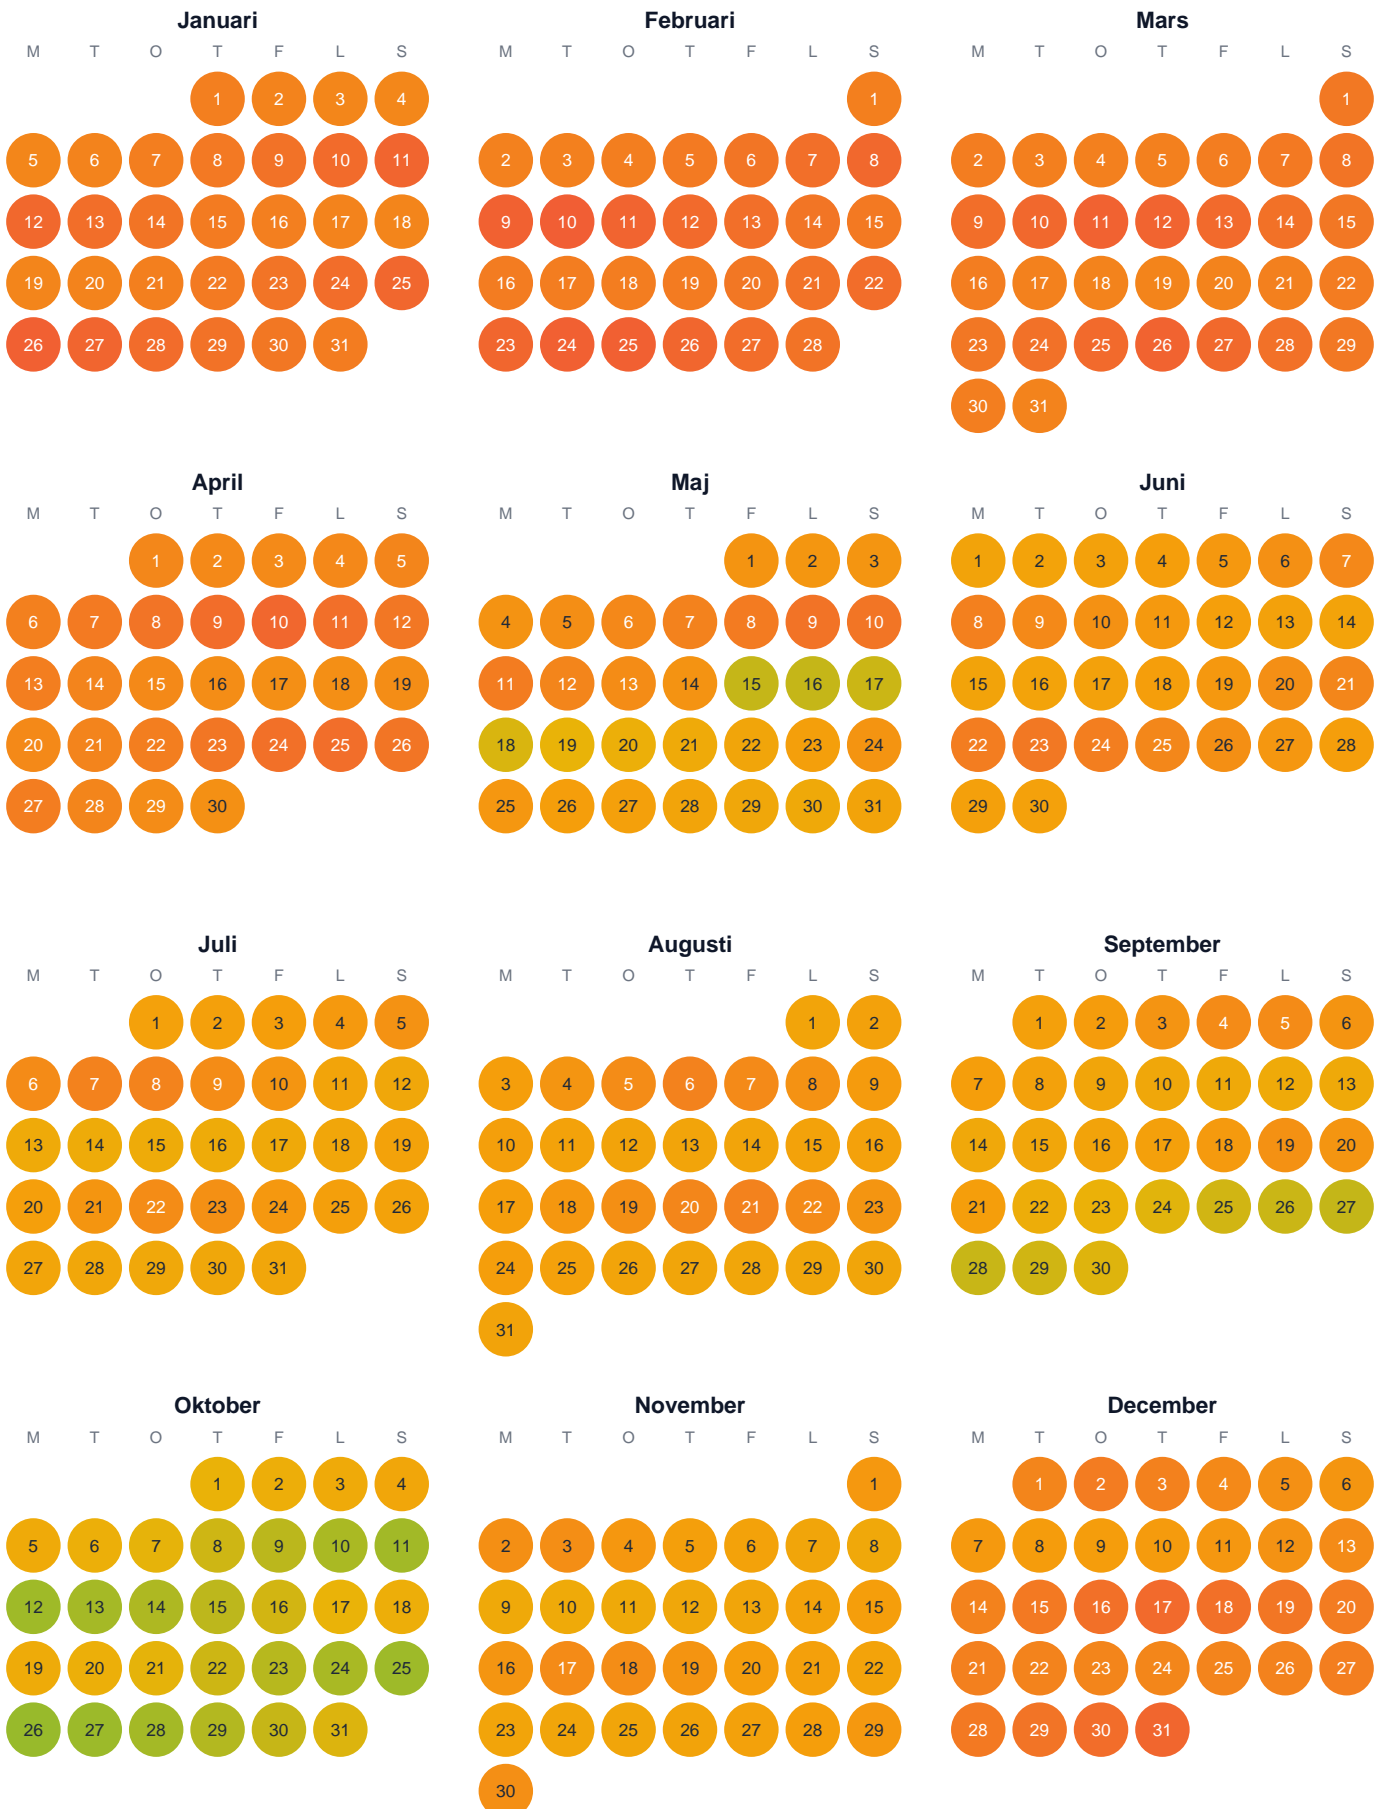 Januari Februari Mars
M T O T F L S M T O T F L S M T O T F L S
1 2 3 4 1 1
5 6 7 8 9 10 11 2 3 4 5 6 7 8 2 3 4 5 6 7 8
12 13 14 15 16 17 18 9 10 11 12 13 14 15 9 10 11 12 13 14 15
19 20 21 22 23 24 25 16 17 18 19 20 21 22 16 17 18 19 20 21 22
26 27 28 29 30 31 23 24 25 26 27 28 23 24 25 26 27 28 29
30 31
April Maj Juni
M T O T F L S M T O T F L S M T O T F L S
1 2 3 4 5 1 2 3 1 2 3 4 5 6 7
6 7 8 9 10 11 12 4 5 6 7 8 9 10 8 9 10 11 12 13 14
13 14 15 16 17 18 19 11 12 13 14 15 16 17 15 16 17 18 19 20 21
20 21 22 23 24 25 26 18 19 20 21 22 23 24 22 23 24 25 26 27 28
27 28 29 30 25 26 27 28 29 30 31 29 30
Juli Augusti September
M T O T F L S M T O T F L S M T O T F L S
1 2 3 4 5 1 2 1 2 3 4 5 6
6 7 8 9 10 11 12 3 4 5 6 7 8 9 7 8 9 10 11 12 13
13 14 15 16 17 18 19 10 11 12 13 14 15 16 14 15 16 17 18 19 20
20 21 22 23 24 25 26 17 18 19 20 21 22 23 21 22 23 24 25 26 27
27 28 29 30 31 24 25 26 27 28 29 30 28 29 30
31
Oktober November December
M T O T F L S M T O T F L S M T O T F L S
1 2 3 4 1 1 2 3 4 5 6
5 6 7 8 9 10 11 2 3 4 5 6 7 8 7 8 9 10 11 12 13
12 13 14 15 16 17 18 9 10 11 12 13 14 15 14 15 16 17 18 19 20
19 20 21 22 23 24 25 16 17 18 19 20 21 22 21 22 23 24 25 26 27
26 27 28 29 30 31 23 24 25 26 27 28 29 28 29 30 31
30